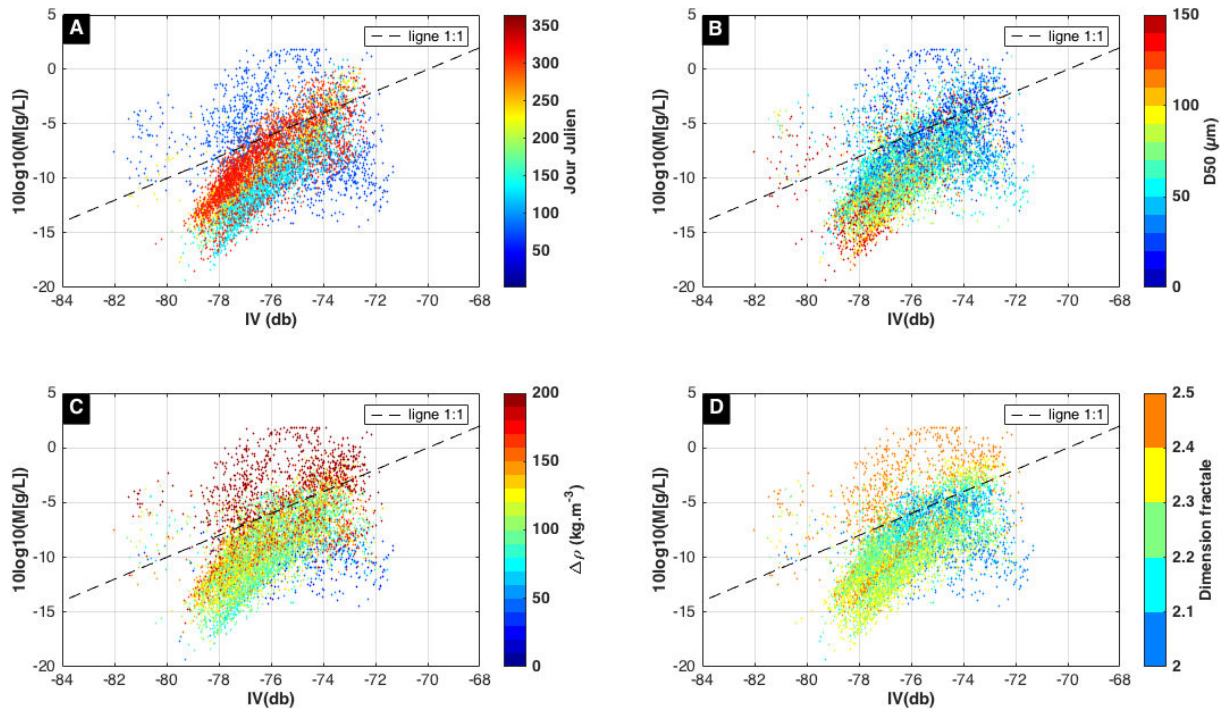 A
ligne 1:1
5
0
-5
-10
-15
-20
10log10(M[g/L])
-84 -82 -80 -78 -76 -74 -72 -70 -68
IV (db)
350
300
250
200
150
100
50
Jour Julien
B
ligne 1:1
5
0
-5
-10
-15
-20
10log10(M[g/L])
-84 -82 -80 -78 -76 -74 -72 -70 -68
IV(db)
150
100
50
0
D50 (µm)
C
ligne 1:1
5
0
-5
-10
-15
-20
10log10(M[g/L])
-84 -82 -80 -78 -76 -74 -72 -70 -68
IV(db)
200
150
100
50
0
Δρ (kg.m⁻³)
D
ligne 1:1
5
0
-5
-10
-15
-20
10log10(M[g/L])
-84 -82 -80 -78 -76 -74 -72 -70 -68
IV(db)
2.5
2.4
2.3
2.2
2.1
2
Dimension fractale